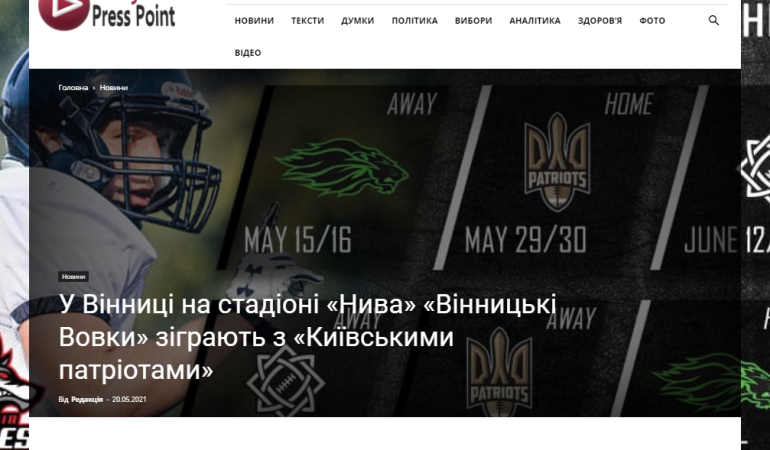 Press Point
НОВИНИ ТЕКСТИ ДУМКИ ПОЛІТИКА ВИБОРИ АНАЛІТИКА ЗДОРОВ'Я ФОТО
ВІДЕО
Головна › Новини
AWAY HOME
PATRIOTS
MAY 15/16 MAY 29/30 JUNE 12/
Новини
У Вінниці на стадіоні «Нива» «Вінницькі
Вовки» зіграють з «Київськими
патріотами»
AWAY AWAY
PATRIOTS
Від Редакція - 20.05.2021